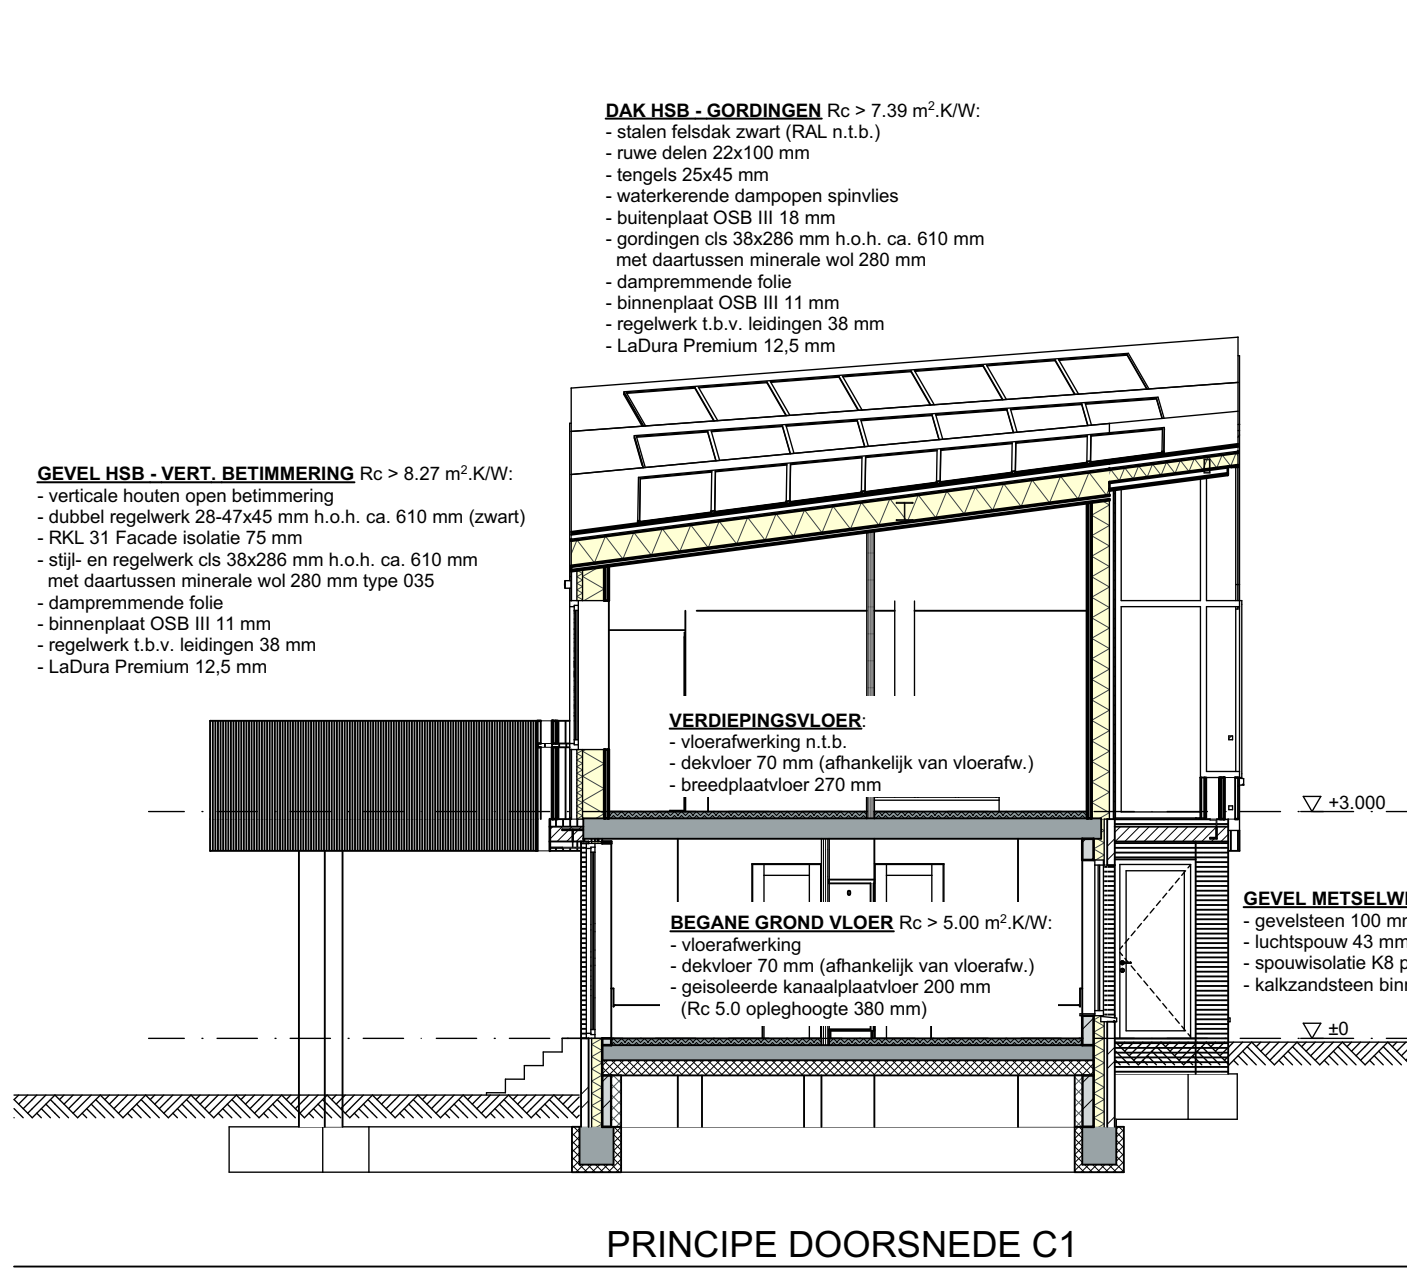 DAK HSB - GORDINGEN Rc > 7.39 m².K/W:
- stalen felsdak zwart (RAL n.t.b.)
- ruwe delen 22x100 mm
- tengels 25x45 mm
- waterkerende dampopen spinvlies
- buitenplaat OSB III 18 mm
- gordingen cls 38x286 mm h.o.h. ca. 610 mm
met daartussen minerale wol 280 mm
- dampremmende folie
- binnenplaat OSB III 11 mm
- regelwerk t.b.v. leidingen 38 mm
- LaDura Premium 12,5 mm
GEVEL HSB - VERT. BETIMMERING Rc > 8.27 m².K/W:
- verticale houten open betimmering
- dubbel regelwerk 28-47x45 mm h.o.h. ca. 610 mm (zwart)
- RKL 31 Facade isolatie 75 mm
- stijl- en regelwerk cls 38x286 mm h.o.h. ca. 610 mm
met daartussen minerale wol 280 mm type 035
- dampremmende folie
- binnenplaat OSB III 11 mm
- regelwerk t.b.v. leidingen 38 mm
- LaDura Premium 12,5 mm
VERDIEPINGSVLOER:
- vloerafwerking n.t.b.
- dekvloer 70 mm (afhankelijk van vloerafw.)
- breedplaatvloer 270 mm
+3.000
BEGANE GROND VLOER Rc > 5.00 m².K/W:
- vloerafwerking
- dekvloer 70 mm (afhankelijk van vloerafw.)
- geisoleerde kanaalplaatvloer 200 mm
(Rc 5.0 opleghoogte 380 mm)
GEVEL METSELW
- gevelsteen 100 m
- luchtspouw 43 mm
- spouwisolatie K8 p
- kalkzandsteen bin
±0
PRINCIPE DOORSNEDE C1